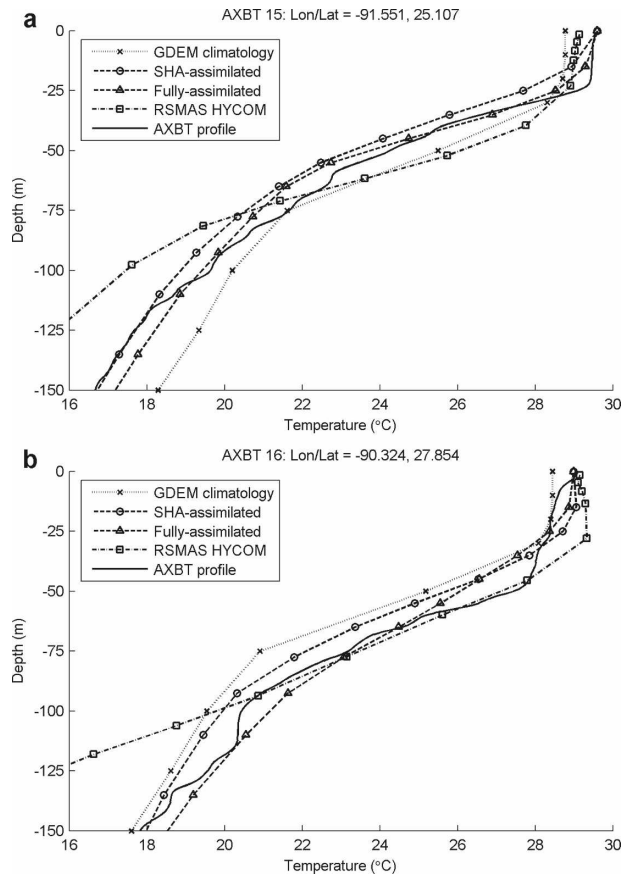 a
AXBT 15: Lon/Lat = -91.551, 25.107
GDEM climatology
SHA-assimilated
Fully-assimilated
RSMAS HYCOM
AXBT profile
Depth (m)
0
-25
-50
-75
-100
-125
-150
16 18 20 22 24 26 28 30
Temperature (°C)
b
AXBT 16: Lon/Lat = -90.324, 27.854
GDEM climatology
SHA-assimilated
Fully-assimilated
RSMAS HYCOM
AXBT profile
Depth (m)
0
-25
-50
-75
-100
-125
-150
16 18 20 22 24 26 28 30
Temperature (°C)